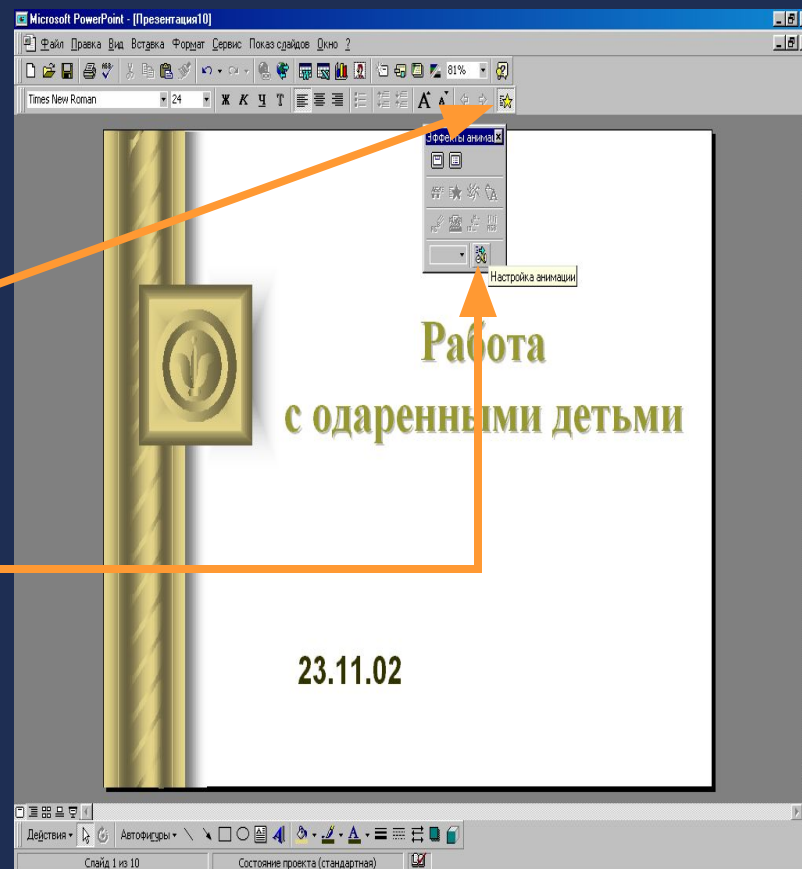 Microsoft PowerPoint - [Презентация10]
Файл Правка Вид Вставка Формат Сервис Показ слайдов Окно ?
81%
Times New Roman 24 Ж К Ч Т
Эффекты анимац
Настройка анимации
Работа
с одаренными детьми
23.11.02
Действия Автофигуры
Слайд 1 из 10 Состояние проекта (стандартная)